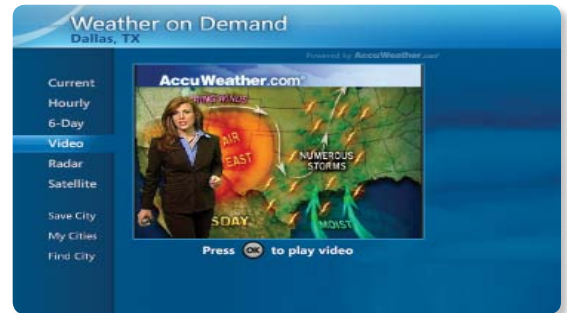 Weather on Demand
Dallas, TX
Powered by AccuWeather.com
Current
Hourly
6-Day
Video
Radar
Satellite
Save City
My Cities
Find City
AccuWeather.com
WINDS
AIR
EAST
NUMEROUS
STORMS
SDAY
MOIST
Press OK to play video